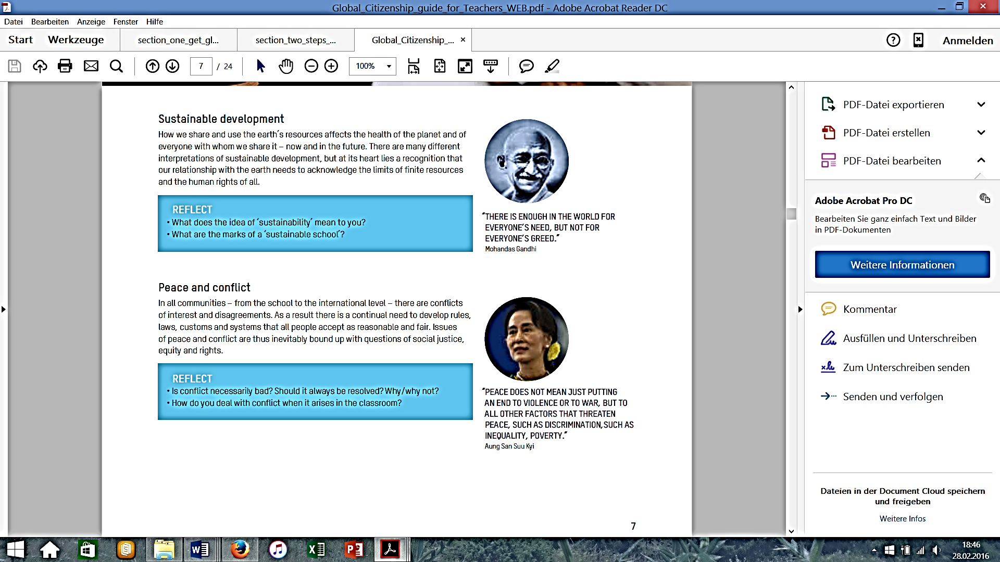 Global_Citizenship_guide_for_Teachers_WEB.pdf - Adobe Acrobat Reader DC
Datei Bearbeiten Anzeige Fenster Hilfe
Start Werkzeuge section_one_get_gl... section_two_steps_... Global_Citizenship_... × Anmelden
7 / 24 100%
Sustainable development
How we share and use the earth's resources affects the health of the planet and of
everyone with whom we share it – now and in the future. There are many different
interpretations of sustainable development, but at its heart lies a recognition that
our relationship with the earth needs to acknowledge the limits of finite resources
and the human rights of all.
REFLECT
• What does the idea of 'sustainability' mean to you?
• What are the marks of a 'sustainable school'?
"THERE IS ENOUGH IN THE WORLD FOR
EVERYONE'S NEED, BUT NOT FOR
EVERYONE'S GREED."
Mohandas Gandhi
Peace and conflict
In all communities – from the school to the international level – there are conflicts
of interest and disagreements. As a result there is a continual need to develop rules,
laws, customs and systems that all people accept as reasonable and fair. Issues
of peace and conflict are thus inevitably bound up with questions of social justice,
equity and rights.
REFLECT
• Is conflict necessarily bad? Should it always be resolved? Why/why not?
• How do you deal with conflict when it arises in the classroom?
"PEACE DOES NOT MEAN JUST PUTTING
AN END TO VIOLENCE OR TO WAR, BUT TO
ALL OTHER FACTORS THAT THREATEN
PEACE, SUCH AS DISCRIMINATION,SUCH AS
INEQUALITY, POVERTY."
Aung San Suu Kyi
7
PDF-Datei exportieren
PDF-Datei erstellen
PDF-Datei bearbeiten
Adobe Acrobat Pro DC
Bearbeiten Sie ganz einfach Text und Bilder
in PDF-Dokumenten
Weitere Informationen
Kommentar
Ausfüllen und Unterschreiben
Zum Unterschreiben senden
Senden und verfolgen
Dateien in der Document Cloud speichern
und freigeben
Weitere Infos
18:46
28.02.2016